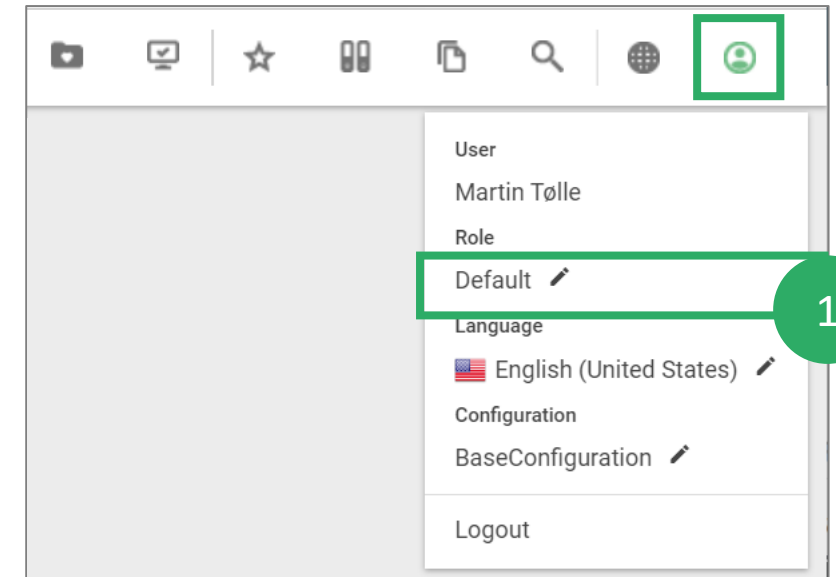 User
Martin Tølle
Role
Default
1
Language
English (United States)
Configuration
BaseConfiguration
Logout